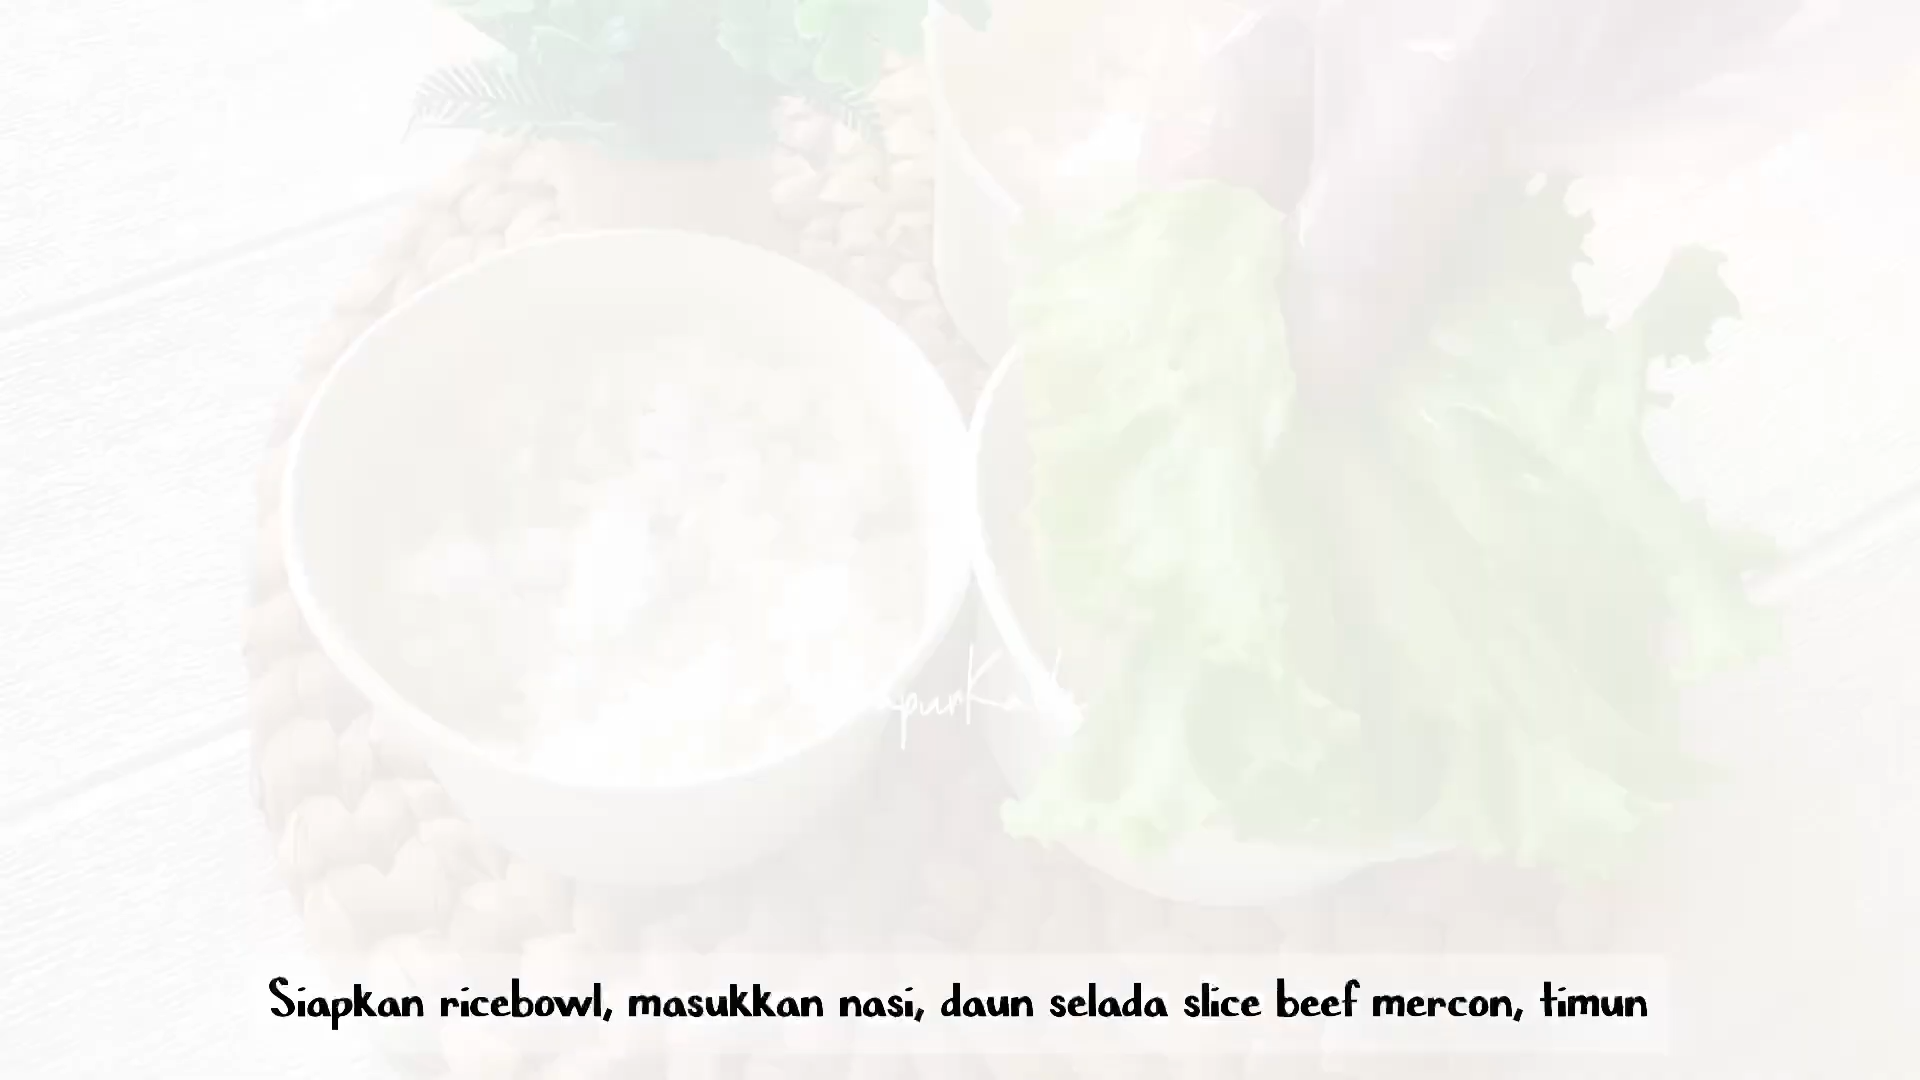 Siapkan ricebowl, masukkan nasi, daun selada slice beef mercon, timun